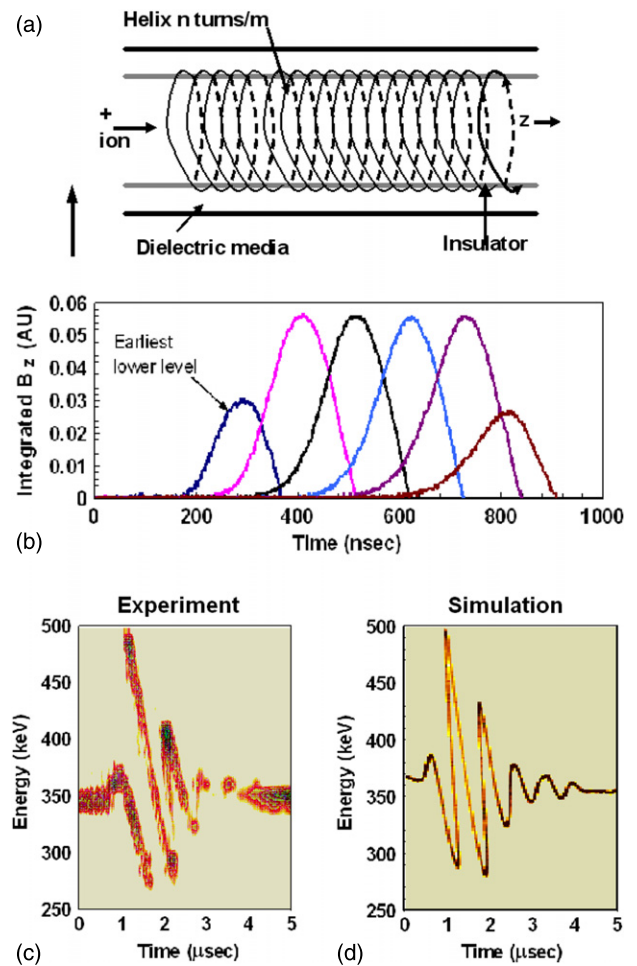 (a)
Helix n turns/m
+
ion
z
Dielectric media
Insulator
Integrated Bz (AU)
0.06
0.05
0.04
0.03
0.02
0.01
0
Earliest
lower level
0 200 400 600 800 1000
Time (nsec)
(b)
Experiment
Energy (keV)
500
450
400
350
300
250
0 1 2 3 4 5
Time (μsec)
(c)
Simulation
Energy (keV)
500
450
400
350
300
250
0 1 2 3 4 5
Time (μsec)
(d)